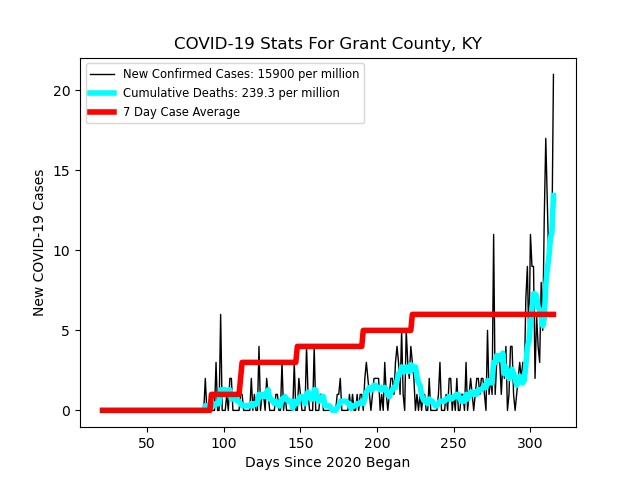 COVID-19 Stats For Grant County, KY
New Confirmed Cases: 15900 per million
Cumulative Deaths: 239.3 per million
7 Day Case Average
New COVID-19 Cases
20
15
10
5
0
50 100 150 200 250 300
Days Since 2020 Began